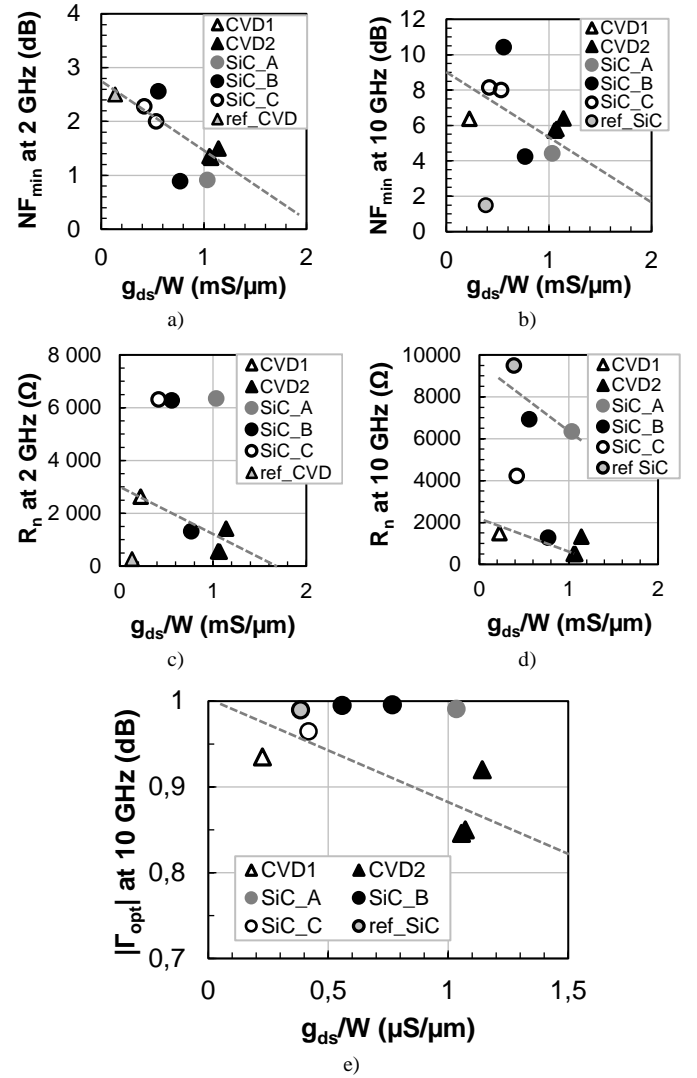 4
3
2
1
0
0
1
2
NFmin at 2 GHz (dB)
gds/W (mS/µm)
CVD1
CVD2
SiC_A
SiC_B
SiC_C
ref_CVD
a)
12
10
8
6
4
2
0
0
1
2
NFmin at 10 GHz (dB)
gds/W (mS/µm)
CVD1
CVD2
SiC_A
SiC_B
SiC_C
ref_SiC
b)
8 000
6 000
4 000
2 000
0
0
1
2
Rn at 2 GHz (Ω)
gds/W (mS/µm)
CVD1
CVD2
SiC_A
SiC_B
SiC_C
ref_CVD
c)
10000
8000
6000
4000
2000
0
0
1
2
Rn at 10 GHz (Ω)
gds/W (mS/µm)
CVD1
CVD2
SiC_A
SiC_B
SiC_C
ref SiC
d)
1
0,9
0,8
0,7
0
0,5
1
1,5
|Γopt| at 10 GHz (dB)
gds/W (µS/µm)
CVD1 CVD2
SiC_A SiC_B
SiC_C ref_SiC
e)